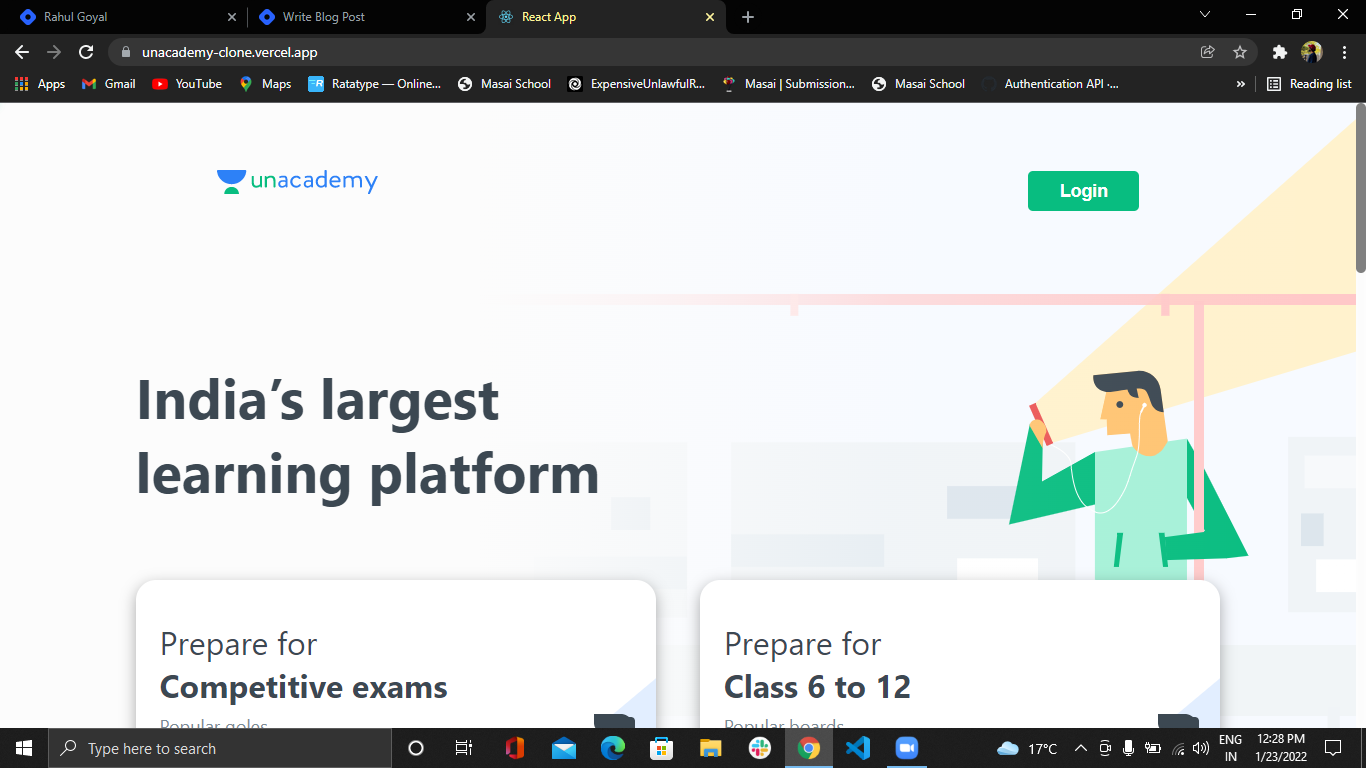 Rahul Goyal
Write Blog Post
React App
unacademy-clone.vercel.app
Apps
Gmail
YouTube
Maps
Ratatype — Online...
Masai School
ExpensiveUnlawfulR...
Masai | Submission...
Masai School
Authentication API ·...
»
Reading list
unacademy
Login
India’s largest
learning platform
Prepare for
Competitive exams
Popular goles
Prepare for
Class 6 to 12
Popular boards
Type here to search
17°C
ENG
IN
12:28 PM
1/23/2022